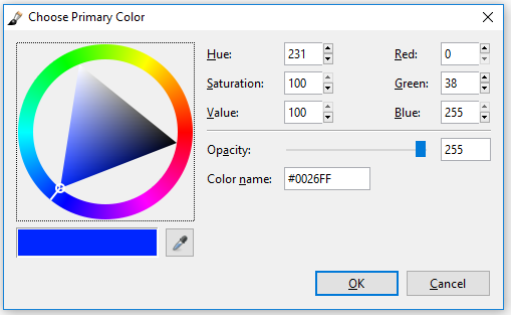 Choose Primary Color
Hue: 231 Red: 0
Saturation: 100 Green: 38
Value: 100 Blue: 255
Opacity: 255
Color name: #0026FF
OK Cancel